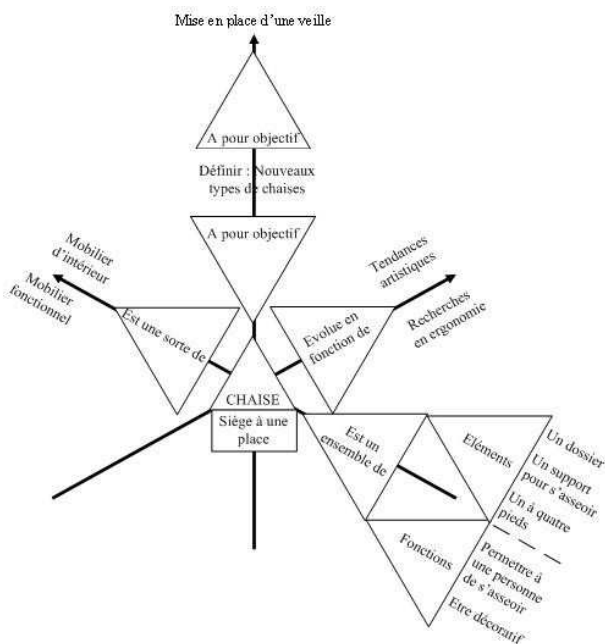 Mise en place d'une veille
A pour objectif
Définir : Nouveaux
types de chaises
A pour objectif
Mobilier
d'intérieur
Mobilier
fonctionnel
Est une sorte de
Tendances
artistiques
Recherches
en ergonomie
Evolue en
fonction de
CHAISE
Siège à une
place
Est un
ensemble de
Eléments
Un dossier
Un support
pour s'asseoir
Un à quatre
pieds
Fonctions
Permettre à
une personne
de s'asseoir
Etre décoratif